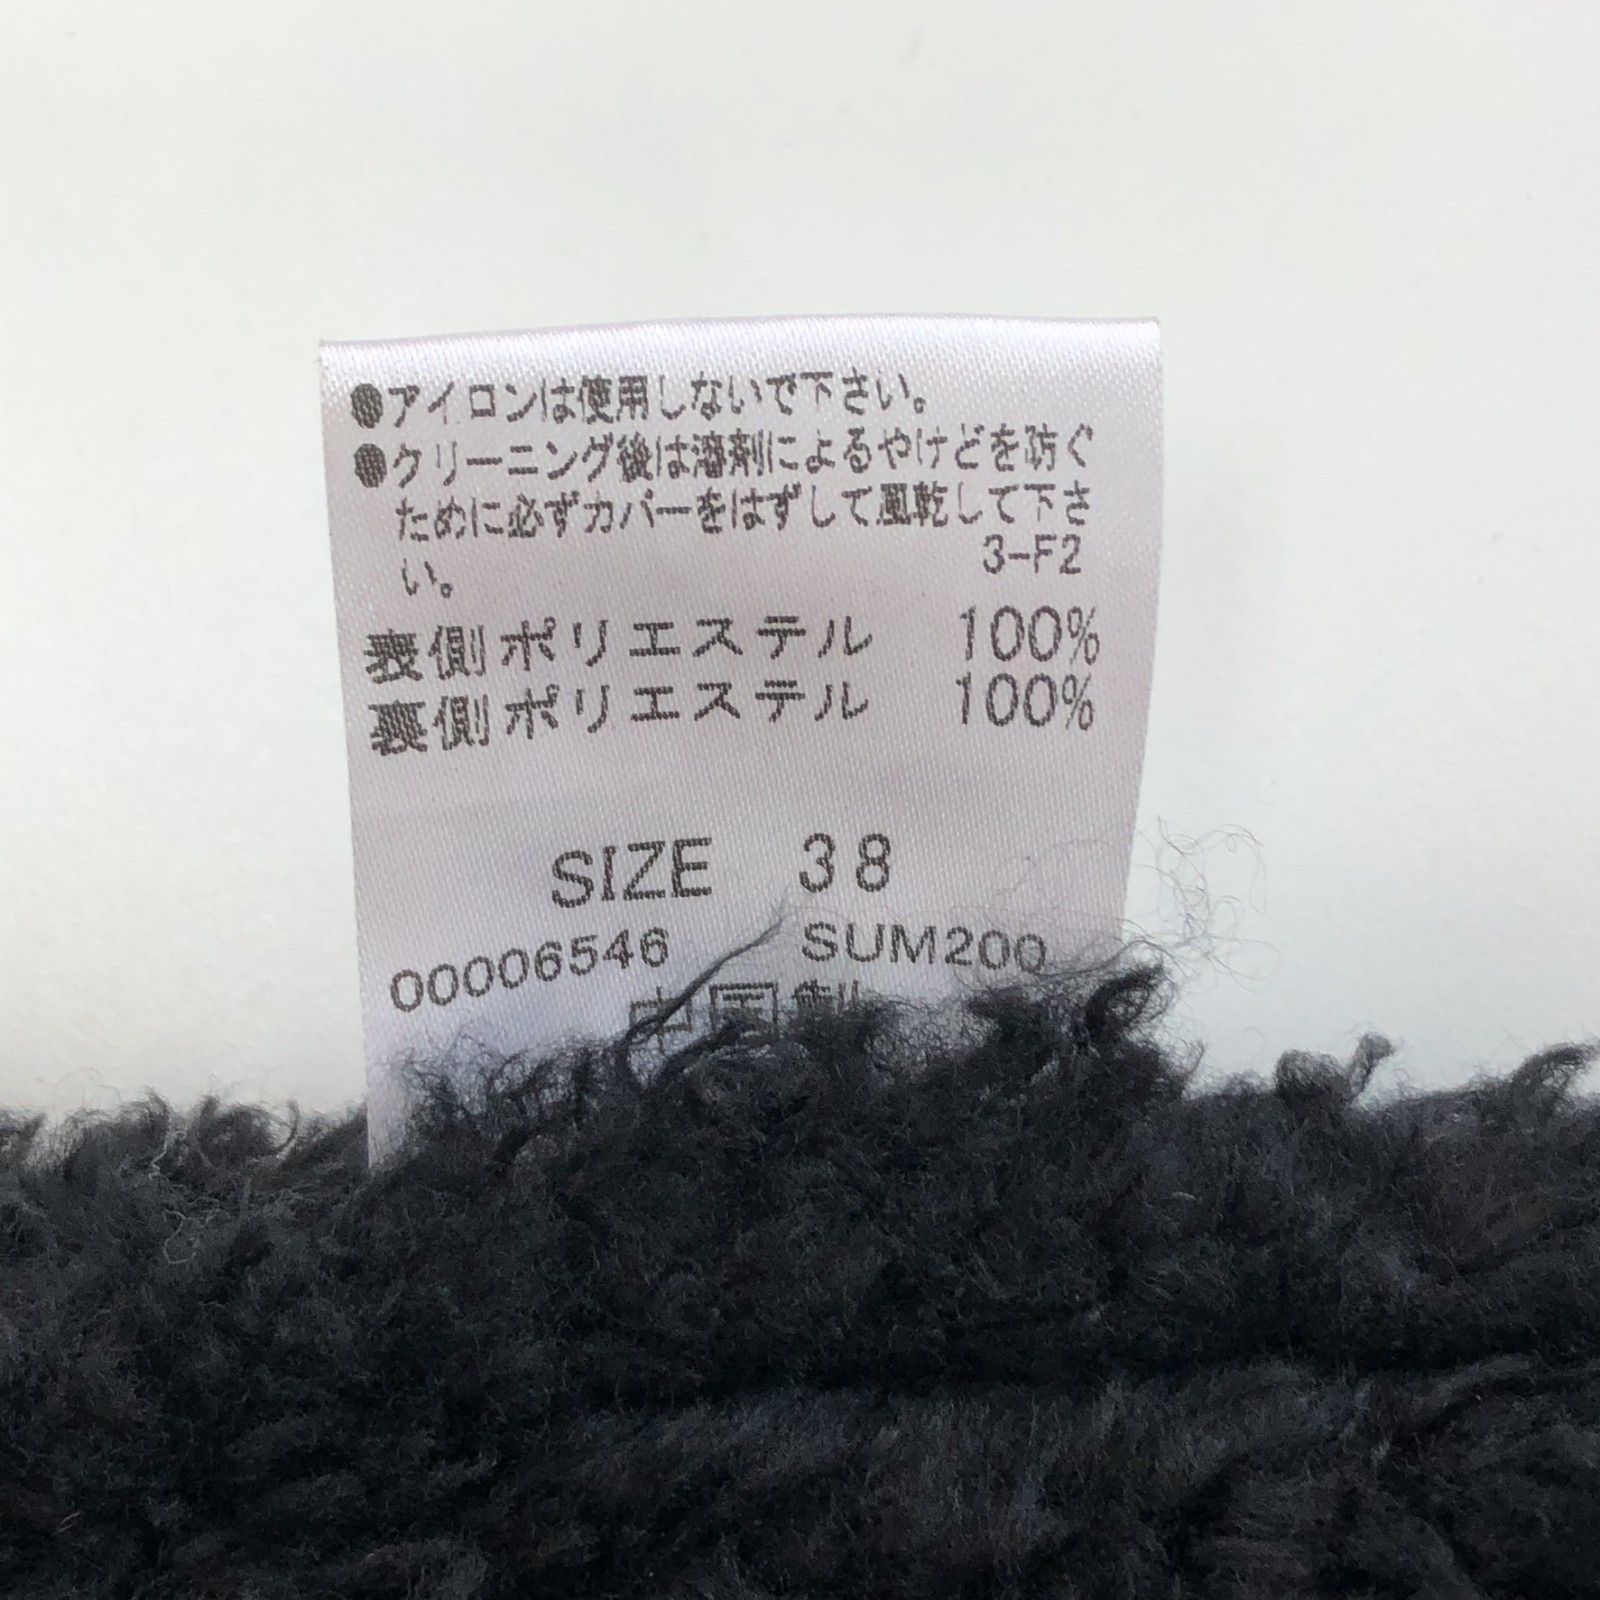 ●アイロンは使用しないで下さい。
●クリーニング後は溶剤によるやけどを防ぐ
ために必ずカバーをはずして風乾して下さ
い。 3-F2
表側ポリエステル 100%
裏側ポリエステル 100%
SIZE 38
00006546 SUM200
中国製